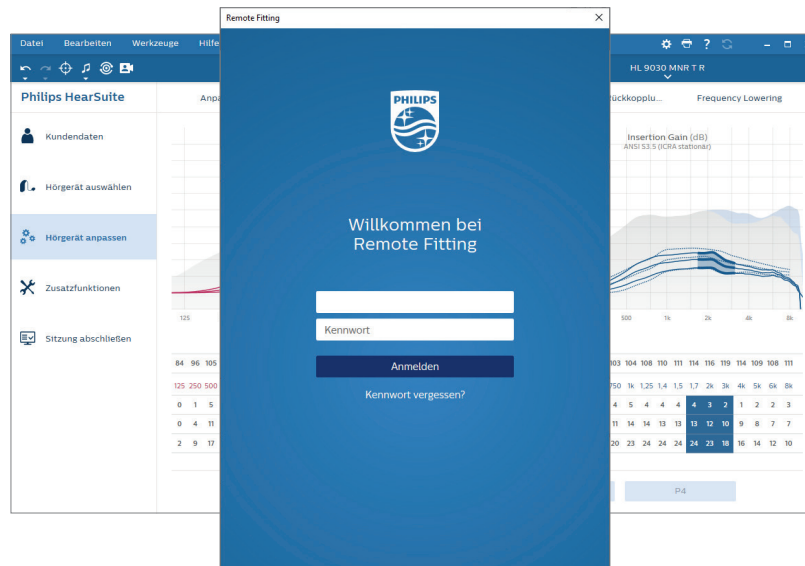 Remote Fitting
Datei Bearbeiten Werkzeuge Hilfe
HL 9030 MNR T R
Philips HearSuite
Kundendaten
Hörgerät auswählen
Hörgerät anpassen
Zusatzfunktionen
Sitzung abschließen
PHILIPS
Willkommen bei
Remote Fitting
Kennwort
Anmelden
Kennwort vergessen?
Frequency Lowering
Insertion Gain (dB)
ANSI S3.5 (ICRA stationär)
125
500 1k 2k 4k 8k
84 96 105
103 104 108 110 111 114 116 119 114 109 108 111
125 250 500
750 1k 1,25 1,4 1,5 1,7 2k 3k 4k 5k 6k 8k
0 1 5
4 5 4 4 4 4 3 2 1 2 2 3
0 4 11
11 14 14 13 13 13 12 10 9 8 7 7
2 9 17
20 23 24 24 24 24 23 18 16 14 12 10
P4